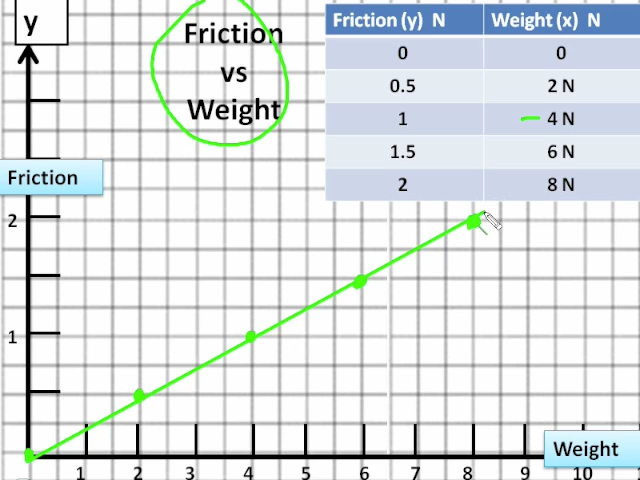 y
Friction
vs
Weight
Friction (y) N Weight (x) N
0 0
0.5 2 N
1 4 N
1.5 6 N
2 8 N
Friction
2
1
Weight
1 2 3 4 5 6 7 8 9 10